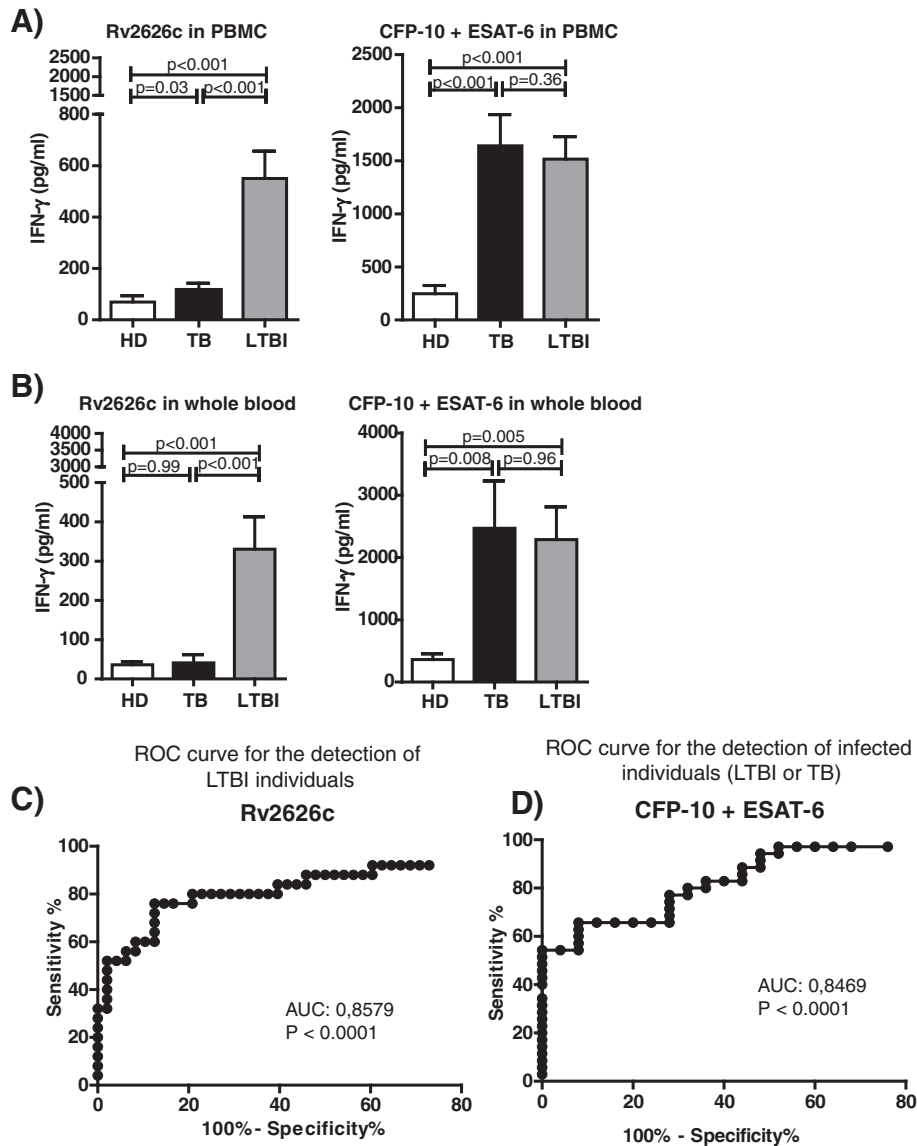 A)
Rv2626c in PBMC
2500
2000
1500
800
600
400
200
0
IFN-γ (pg/ml)
p<0.001
p=0.03
p<0.001
HD
TB
LTBI
CFP-10 + ESAT-6 in PBMC
2500
2000
1500
1000
500
0
IFN-γ (pg/ml)
p<0.001
p<0.001
p=0.36
HD
TB
LTBI
B)
Rv2626c in whole blood
4000
3500
3000
500
400
300
200
100
0
IFN-γ (pg/ml)
p<0.001
p=0.99
p<0.001
HD
TB
LTBI
CFP-10 + ESAT-6 in whole blood
4000
3000
2000
1000
0
IFN-γ (pg/ml)
p=0.005
p=0.008
p=0.96
HD
TB
LTBI
ROC curve for the detection of
LTBI individuals
C)
Rv2626c
100
80
60
40
20
0
Sensitivity %
AUC: 0,8579
P < 0.0001
0
20
40
60
80
100% - Specificity%
ROC curve for the detection of infected
individuals (LTBI or TB)
D)
CFP-10 + ESAT-6
100
80
60
40
20
0
Sensitivity %
AUC: 0,8469
P < 0.0001
0
20
40
60
80
100% - Specificity%